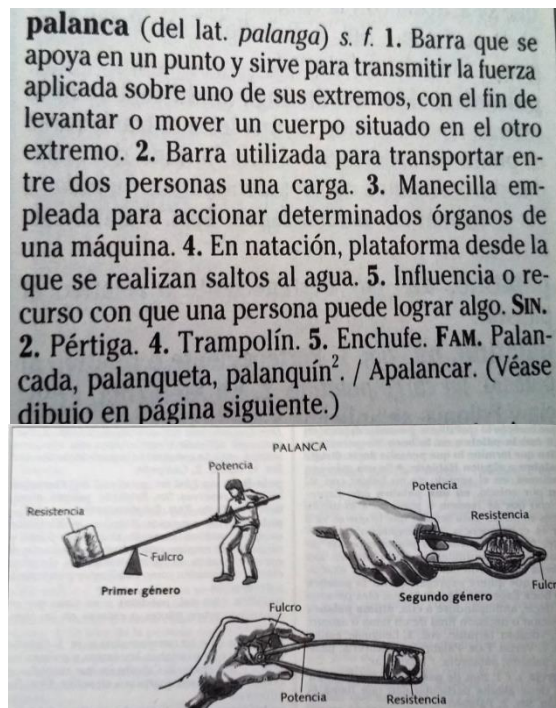 palanca (del lat. palanga) s. f. 1. Barra que se
apoya en un punto y sirve para transmitir la fuerza
aplicada sobre uno de sus extremos, con el fin de
levantar o mover un cuerpo situado en el otro
extremo. 2. Barra utilizada para transportar en-
tre dos personas una carga. 3. Manecilla em-
pleada para accionar determinados órganos de
una máquina. 4. En natación, plataforma desde la
que se realizan saltos al agua. 5. Influencia o re-
curso con que una persona puede lograr algo. SIN.
2. Pértiga. 4. Trampolín. 5. Enchufe. FAM. Palan-
cada, palanqueta, palanquín². / Apalancar. (Véase
dibujo en página siguiente.)
PALANCA
Potencia
Resistencia
Fulcro
Primer género
Potencia
Resistencia
Fulcr
Segundo género
Fulcro
Potencia
Resistencia